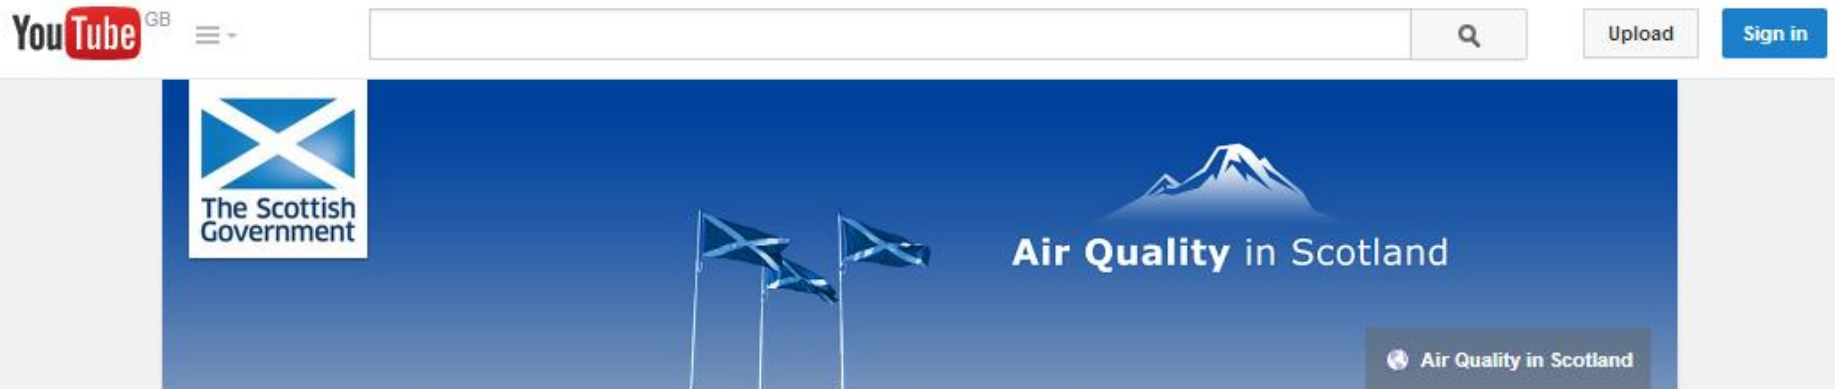 YouTube GB
Upload
Sign in
The Scottish
Government
Air Quality in Scotland
Air Quality in Scotland